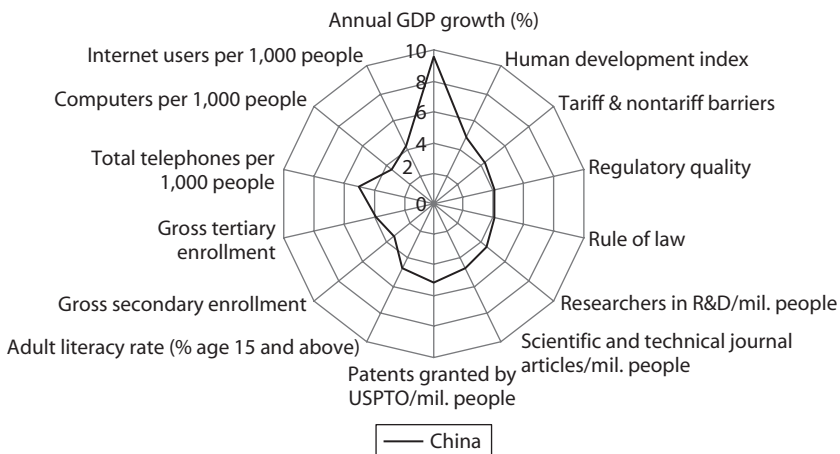 Annual GDP growth (%)
Internet users per 1,000 people
10
Human development index
8
Computers per 1,000 people
Tariff & nontariff barriers
6
4
Total telephones per
1,000 people
2
Regulatory quality
0
Gross tertiary
enrollment
Rule of law
Gross secondary enrollment
Researchers in R&D/mil. people
Adult literacy rate (% age 15 and above)
Scientific and technical journal
articles/mil. people
Patents granted by
USPTO/mil. people
China